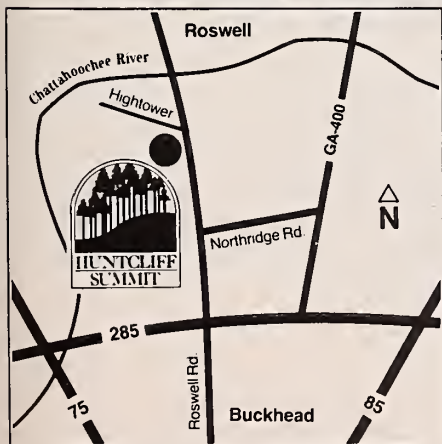 Roswell
Chattahoochee River
Hightower
GA-400
N
Northridge Rd.
HUNTCLIFF
SUMMIT
285
75
Roswell Rd.
85
Buckhead